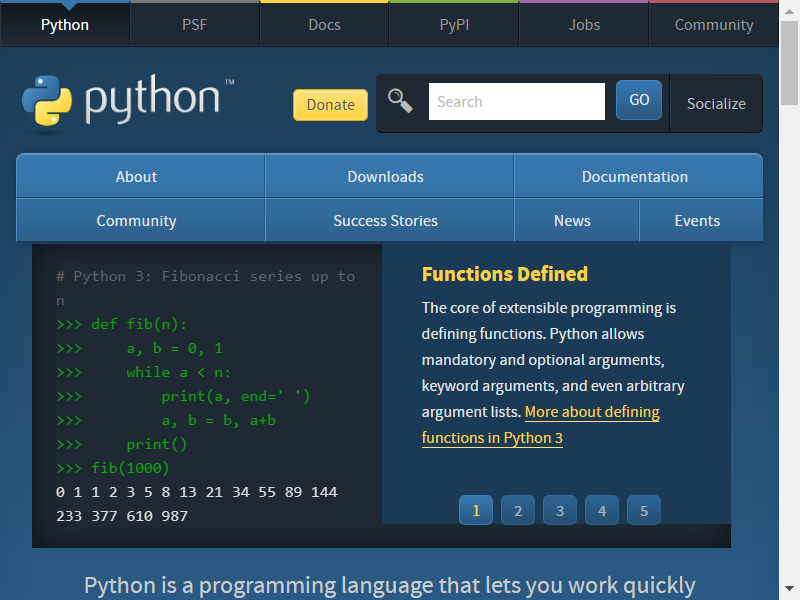 Python PSF Docs PyPI Jobs Community
python™
Donate Search GO Socialize
About Downloads Documentation
Community Success Stories News Events
# Python 3: Fibonacci series up to
n
>>> def fib(n):
>>>     a, b = 0, 1
>>>     while a < n:
>>>         print(a, end=' ')
>>>         a, b = b, a+b
>>>     print()
>>> fib(1000)
0 1 1 2 3 5 8 13 21 34 55 89 144
233 377 610 987
Functions Defined
The core of extensible programming is
defining functions. Python allows
mandatory and optional arguments,
keyword arguments, and even arbitrary
argument lists. More about defining
functions in Python 3
1 2 3 4 5
Python is a programming language that lets you work quickly